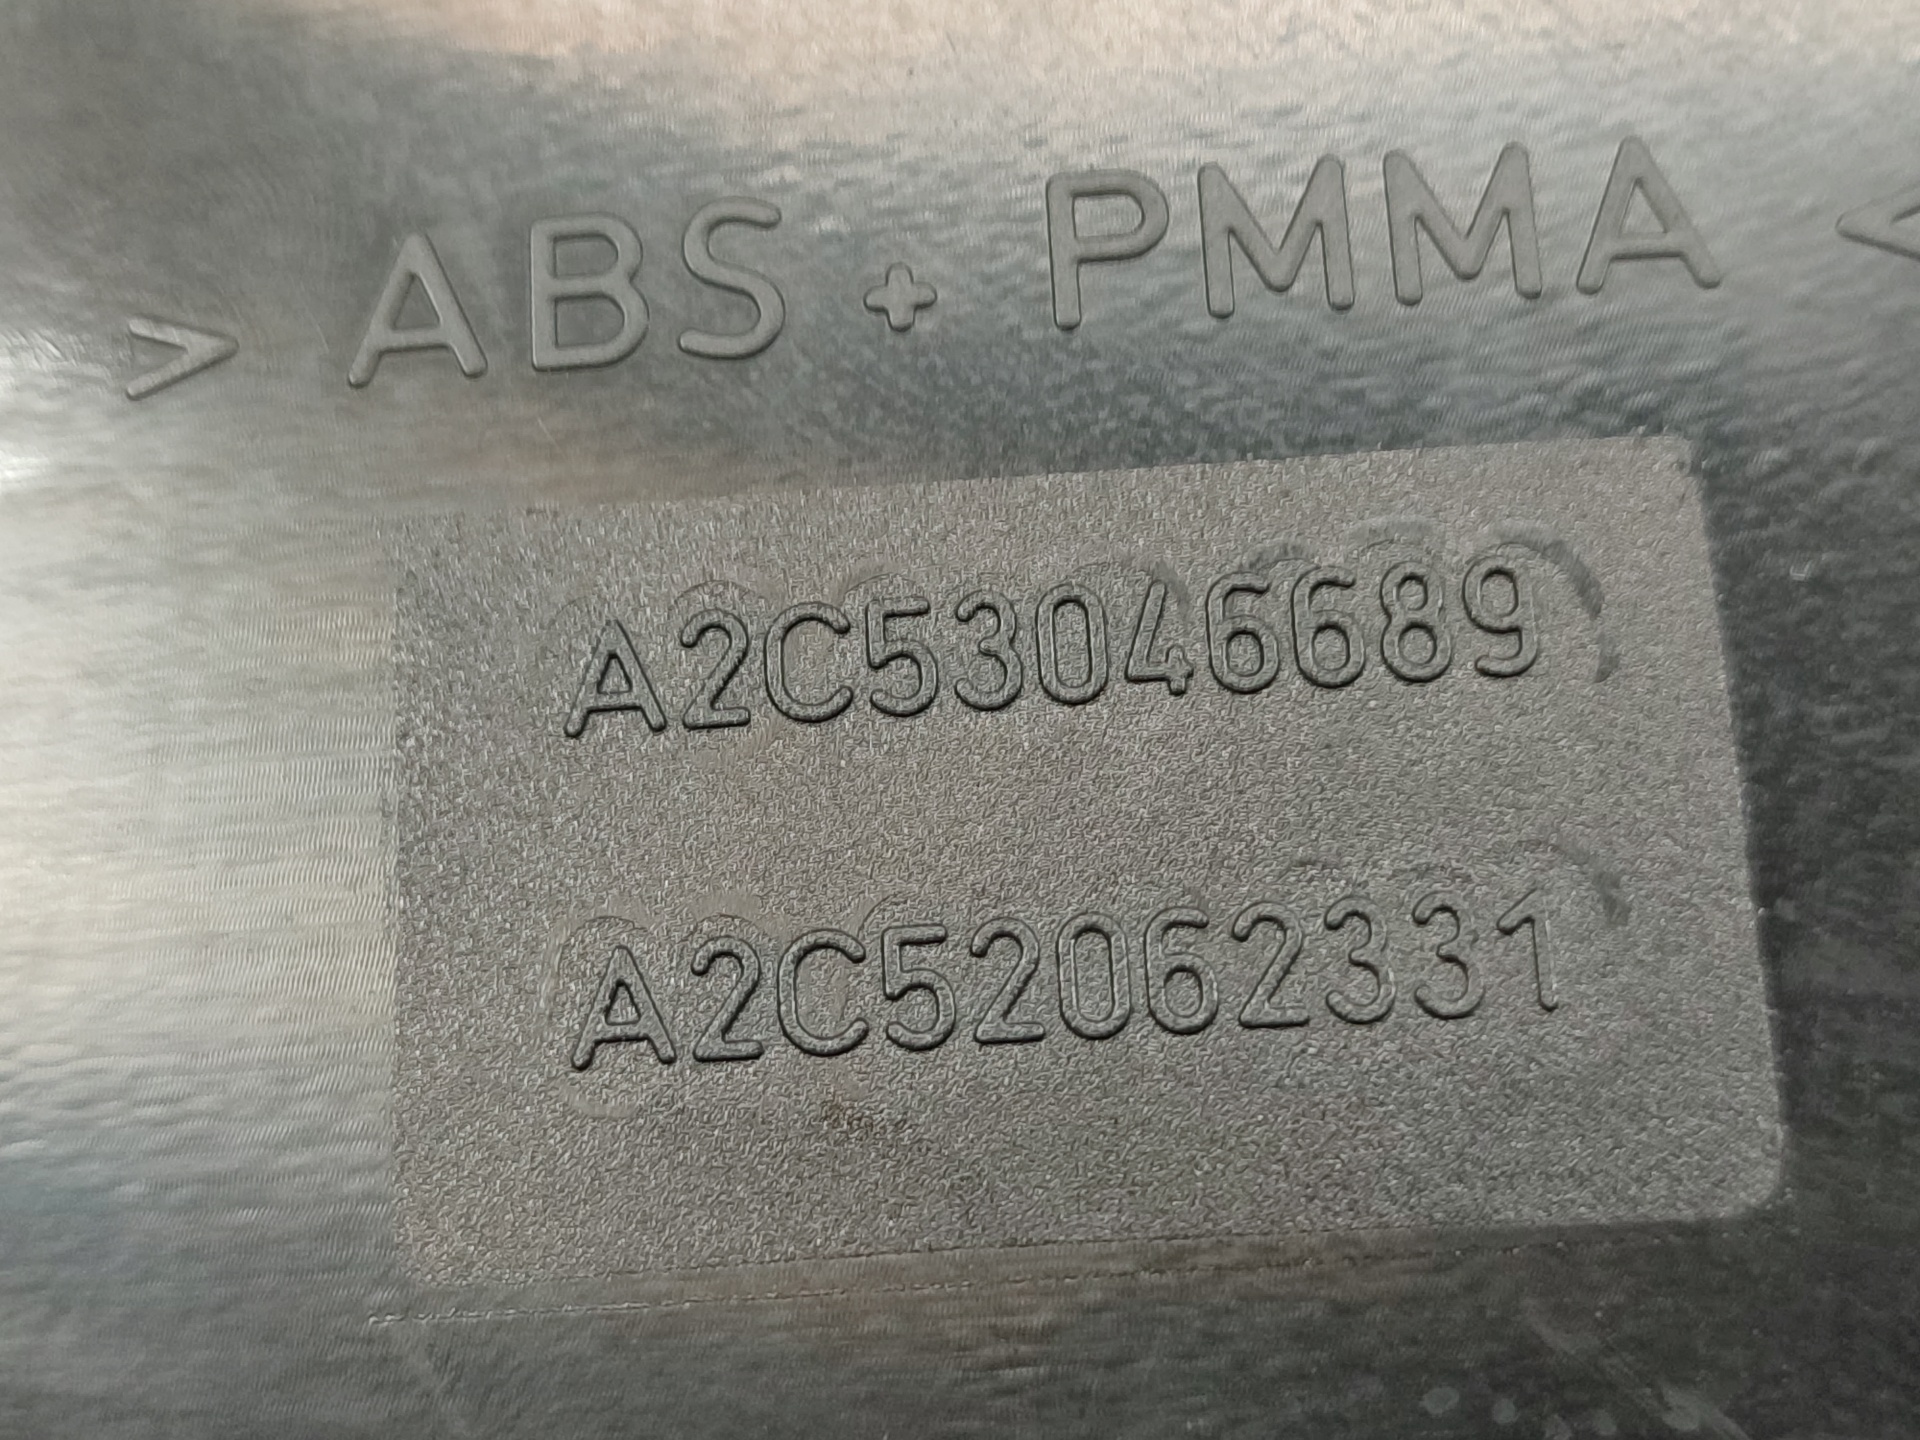 > ABS + PMMA <
A2C53046689
A2C52062331